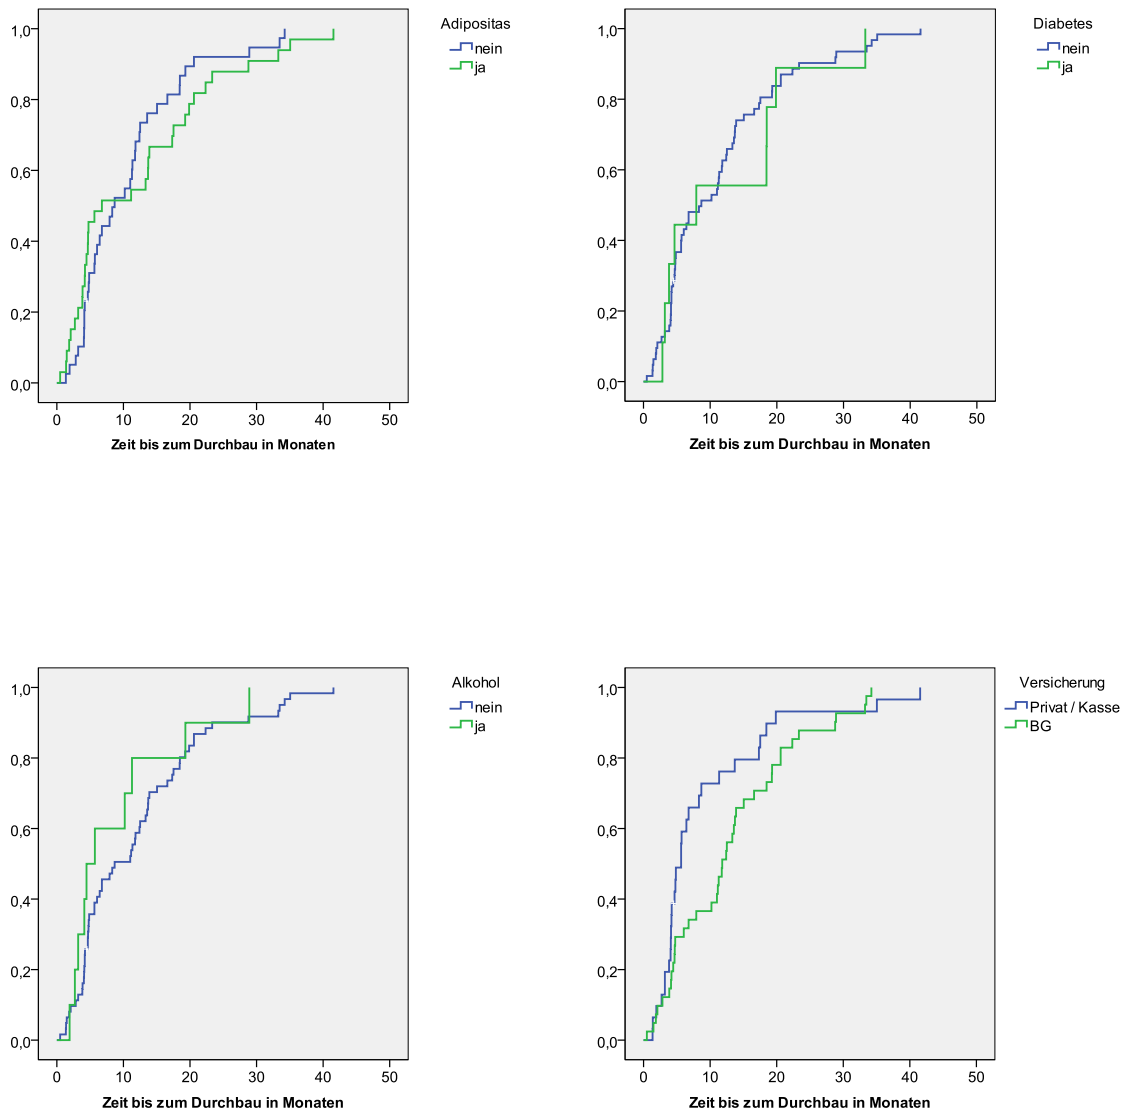 Adipositas
nein
ja
1,0
0,8
0,6
0,4
0,2
0,0
0 10 20 30 40 50
Zeit bis zum Durchbau in Monaten
Diabetes
nein
ja
1,0
0,8
0,6
0,4
0,2
0,0
0 10 20 30 40 50
Zeit bis zum Durchbau in Monaten
Alkohol
nein
ja
1,0
0,8
0,6
0,4
0,2
0,0
0 10 20 30 40 50
Zeit bis zum Durchbau in Monaten
Versicherung
Privat / Kasse
BG
1,0
0,8
0,6
0,4
0,2
0,0
0 10 20 30 40 50
Zeit bis zum Durchbau in Monaten